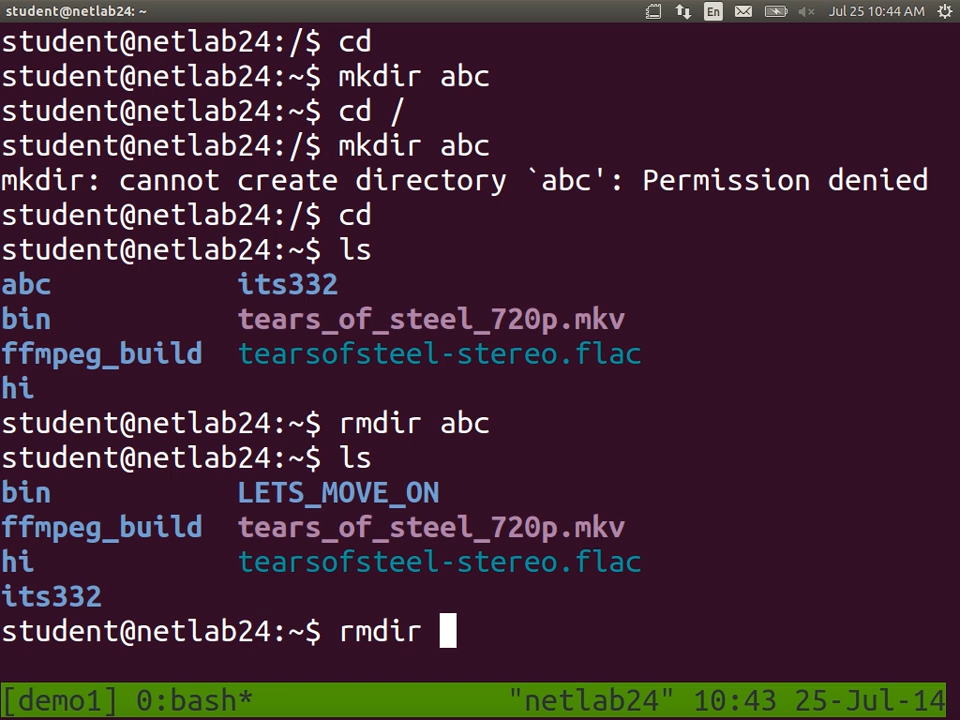 student@netlab24: ~ En Jul 25 10:44 AM
student@netlab24:/$ cd
student@netlab24:~$ mkdir abc
student@netlab24:~$ cd /
student@netlab24:/$ mkdir abc
mkdir: cannot create directory `abc': Permission denied
student@netlab24:/$ cd
student@netlab24:~$ ls
abc its332
bin tears_of_steel_720p.mkv
ffmpeg_build tearsofsteel-stereo.flac
hi
student@netlab24:~$ rmdir abc
student@netlab24:~$ ls
bin LETS_MOVE_ON
ffmpeg_build tears_of_steel_720p.mkv
hi tearsofsteel-stereo.flac
its332
student@netlab24:~$ rmdir
[demo1] 0:bash* "netlab24" 10:43 25-Jul-14